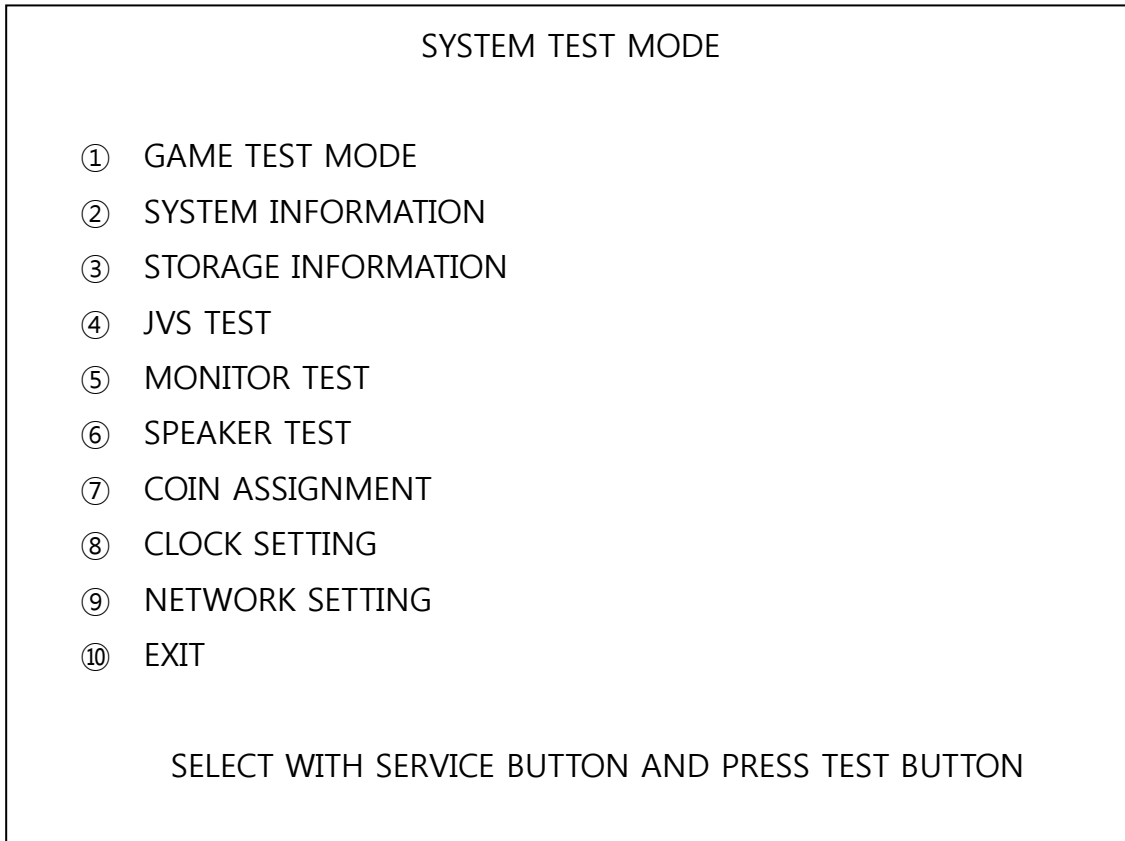 SYSTEM TEST MODE
① GAME TEST MODE
② SYSTEM INFORMATION
③ STORAGE INFORMATION
④ JVS TEST
⑤ MONITOR TEST
⑥ SPEAKER TEST
⑦ COIN ASSIGNMENT
⑧ CLOCK SETTING
⑨ NETWORK SETTING
⑩ EXIT
SELECT WITH SERVICE BUTTON AND PRESS TEST BUTTON